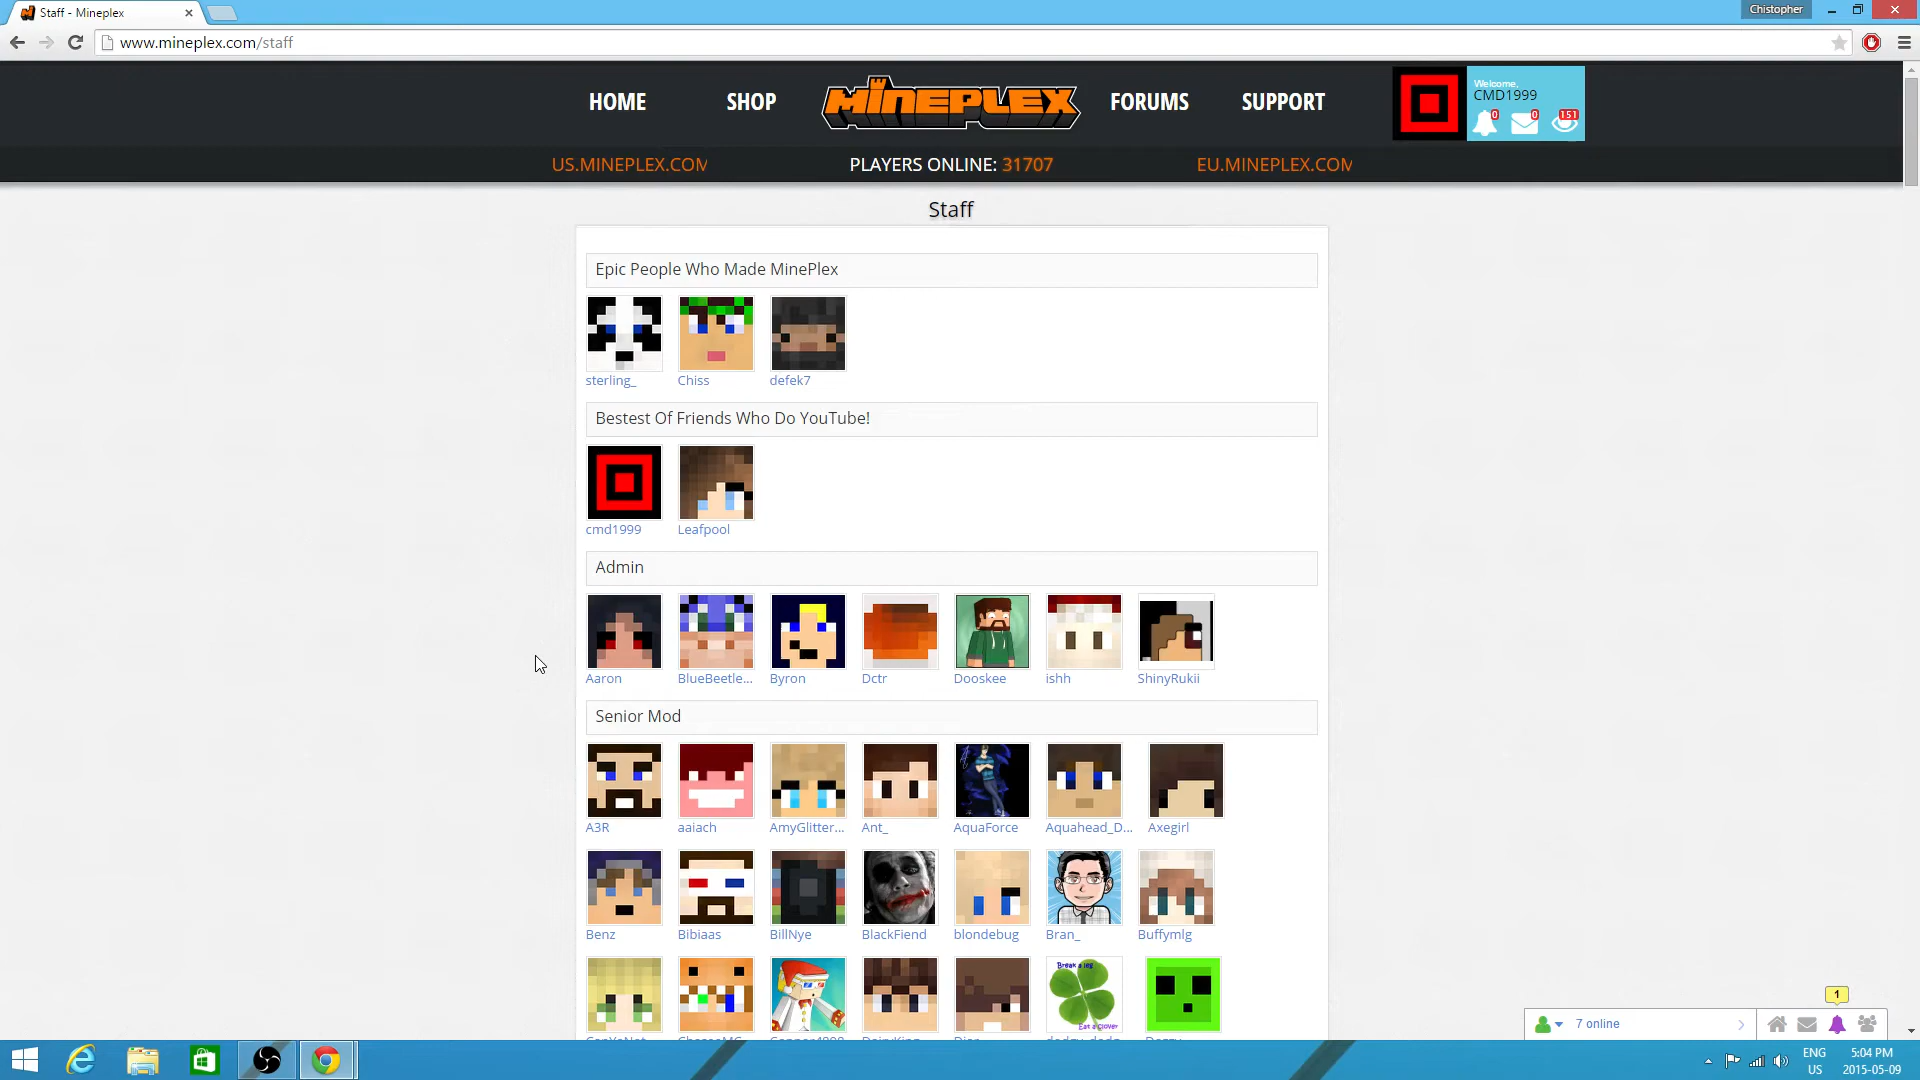 Staff - Mineplex
Chistopher
www.mineplex.com/staff
HOME SHOP MINEPLEX FORUMS SUPPORT
Welcome,
CMD1999
0 0 151
US.MINEPLEX.COM PLAYERS ONLINE: 31707 EU.MINEPLEX.COM
Staff
Epic People Who Made MinePlex
sterling_ Chiss defek7
Bestest Of Friends Who Do YouTube!
cmd1999 Leafpool
Admin
Aaron BlueBeetle... Byron Dctr Dooskee ishh ShinyRukii
Senior Mod
A3R aaiach AmyGlitter... Ant_ AquaForce Aquahead_D... Axegirl
Benz Bibiaas BillNye BlackFiend blondebug Bran_ Buffymlg
Break a leg
Eat a Clover
1
7 online
ENG 5:04 PM
US 2015-05-09